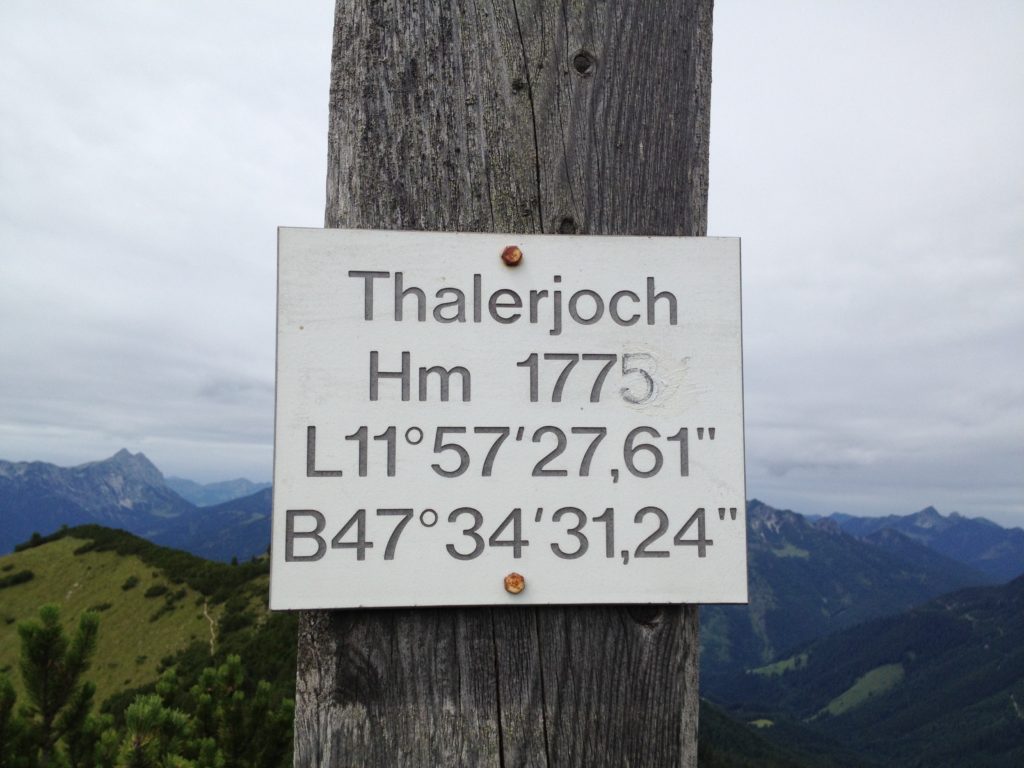 Thalerjoch
Hm 1775
L11°57'27,61"
B47°34'31,24"